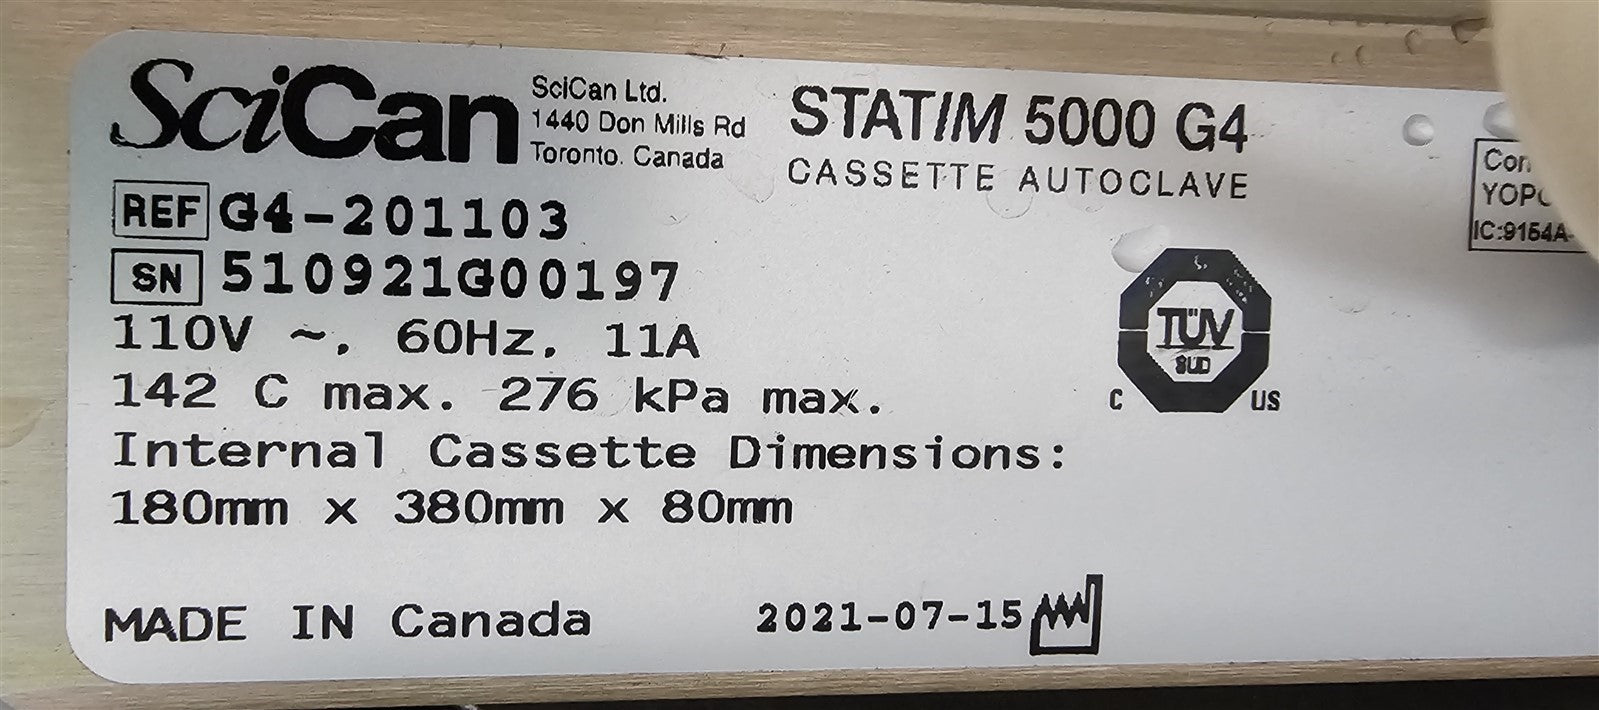 SciCan
SciCan Ltd.
1440 Don Mills Rd
Toronto. Canada
STATIM 5000 G4
CASSETTE AUTOCLAVE
REF G4-201103
SN 510921G00197
110V ~, 60Hz, 11A
142 C max. 276 kPa max.
Internal Cassette Dimensions:
180mm x 380mm x 80mm
MADE IN Canada
2021-07-15
TÜV
SÜD
C US
IC:9154A-